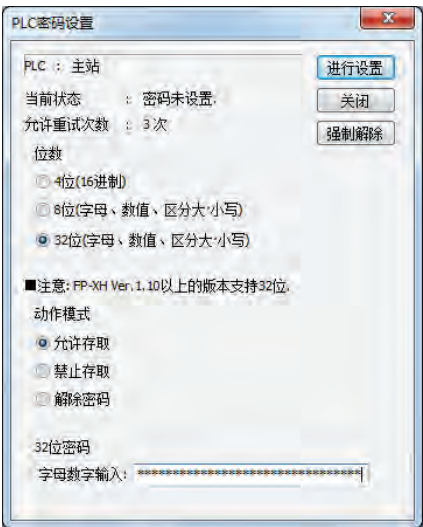 PLC密码设置
PLC : 主站
进行设置
当前状态 : 密码未设置.
关闭
允许重试次数 : 3次
强制解除
位数
4位(16进制)
8位(字母、数值、区分大·小写)
32位(字母、数值、区分大·小写)
■注意: FP-XH Ver.1.10以上的版本支持32位.
动作模式
允许存取
禁止存取
解除密码
32位密码
字母数字输入: ********************************